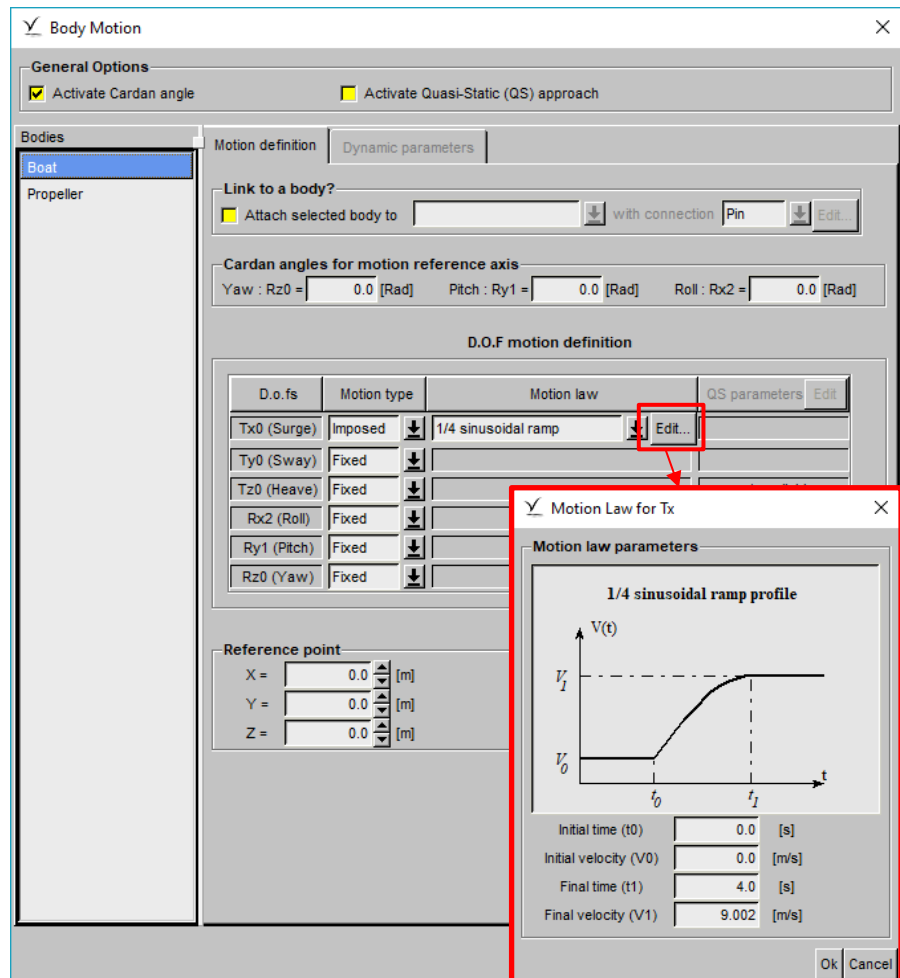 Body Motion
General Options
Activate Cardan angle
Activate Quasi-Static (QS) approach
Bodies
Boat
Propeller
Motion definition
Dynamic parameters
Link to a body?
Attach selected body to
with connection
Pin
Edit...
Cardan angles for motion reference axis
Yaw : Rz0 = 0.0 [Rad]
Pitch : Ry1 = 0.0 [Rad]
Roll : Rx2 = 0.0 [Rad]
D.O.F motion definition
D.o.fs
Motion type
Motion law
QS parameters
Edit
Tx0 (Surge)
Imposed
1/4 sinusoidal ramp
Edit...
Ty0 (Sway)
Fixed
Tz0 (Heave)
Fixed
Rx2 (Roll)
Fixed
Ry1 (Pitch)
Fixed
Rz0 (Yaw)
Fixed
Reference point
X = 0.0 [m]
Y = 0.0 [m]
Z = 0.0 [m]
Motion Law for Tx
Motion law parameters
1/4 sinusoidal ramp profile
V(t)
V1
V0
t
t0
t1
Initial time (t0) 0.0 [s]
Initial velocity (V0) 0.0 [m/s]
Final time (t1) 4.0 [s]
Final velocity (V1) 9.002 [m/s]
Ok
Cancel